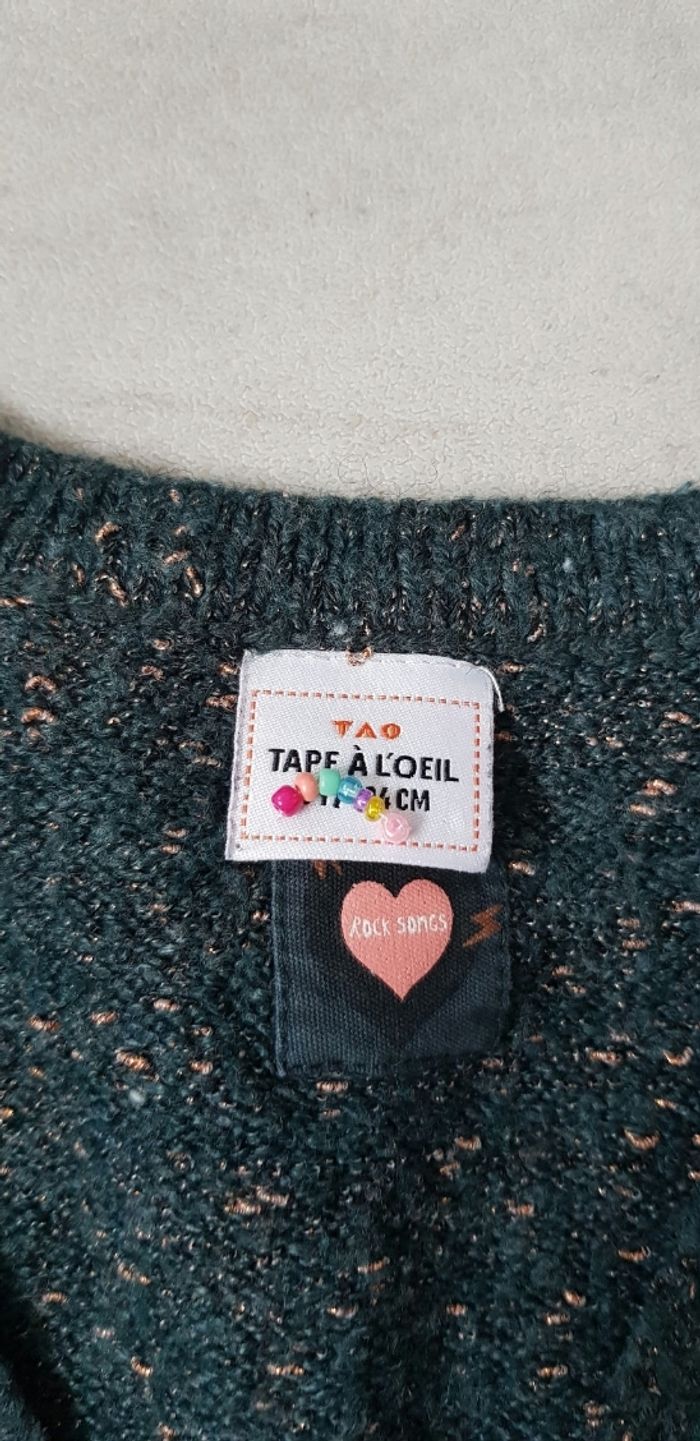 TAO
TAPE À L'OEIL
CM
ROCK SONGS